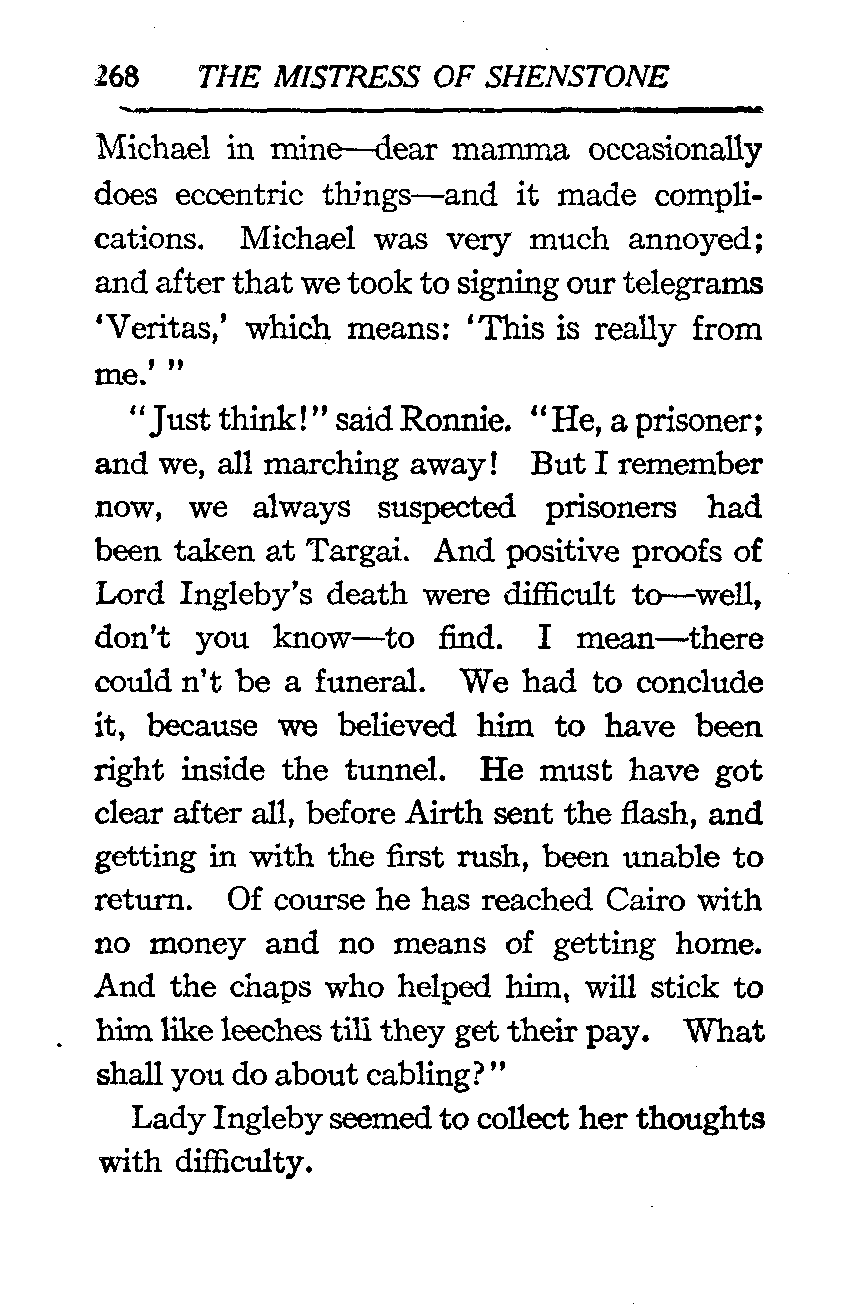 268 THE MISTRESS OF SHENSTONE
Michael in mine—dear mamma occasionally
does eccentric things—and it made compli-
cations. Michael was very much annoyed;
and after that we took to signing our telegrams
‘Veritas,’ which means: ‘This is really from
me.’ ”
“Just think!” said Ronnie. “He, a prisoner;
and we, all marching away! But I remember
now, we always suspected prisoners had
been taken at Targai. And positive proofs of
Lord Ingleby’s death were difficult to—well,
don’t you know—to find. I mean—there
could n’t be a funeral. We had to conclude
it, because we believed him to have been
right inside the tunnel. He must have got
clear after all, before Airth sent the flash, and
getting in with the first rush, been unable to
return. Of course he has reached Cairo with
no money and no means of getting home.
And the chaps who helped him, will stick to
him like leeches till they get their pay. What
shall you do about cabling?”
Lady Ingleby seemed to collect her thoughts
with difficulty.